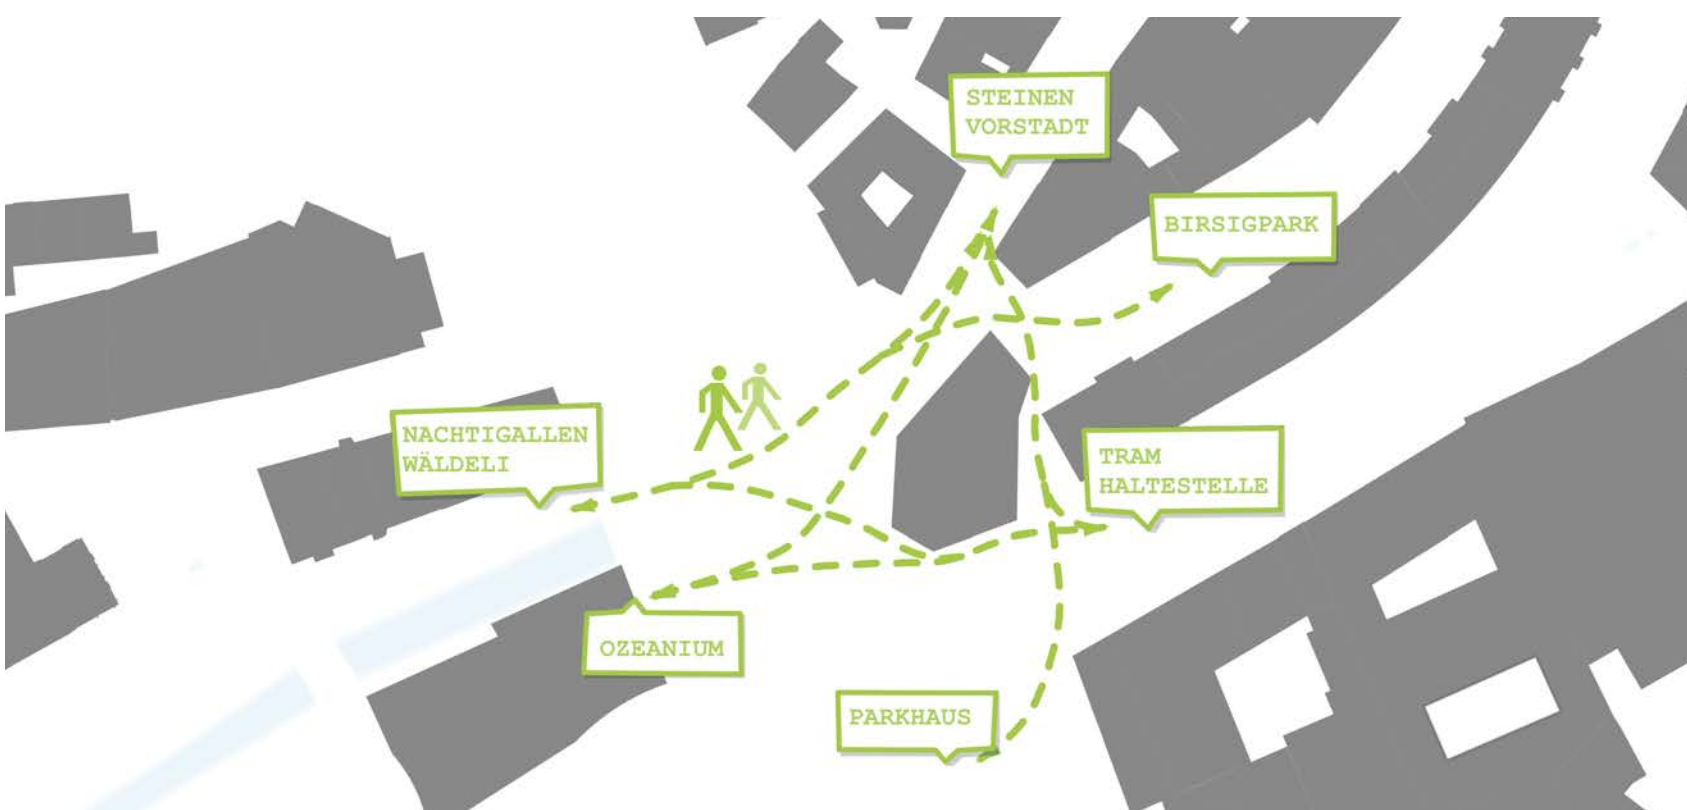 STEINEN
VORSTADT
BIRSIGPARK
NACHTIGALLEN
WÄLDELI
TRAM
HALTESTELLE
OZEANIUM
PARKHAUS